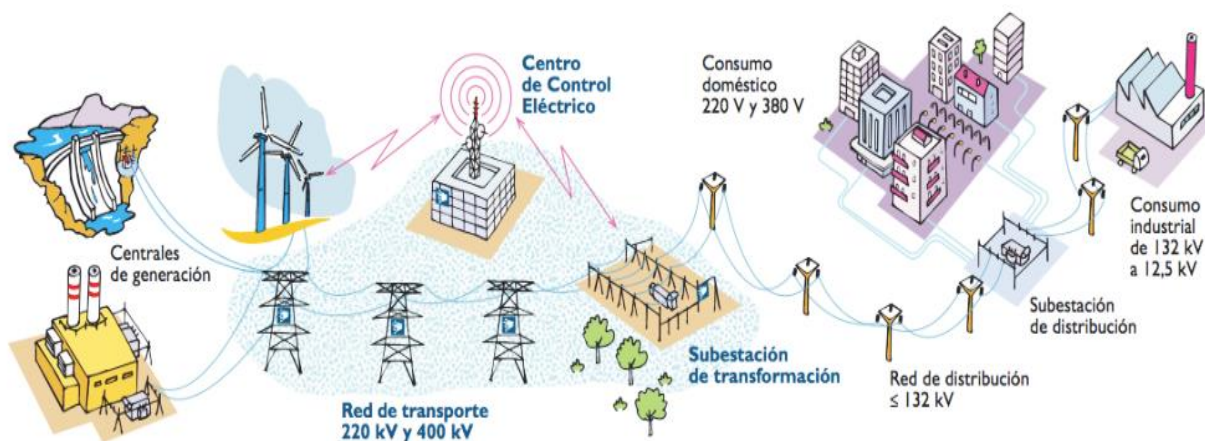 Centro
de Control
Eléctrico
Consumo
doméstico
220 V y 380 V
Centrales
de generación
Consumo
industrial
de 132 kV
a 12,5 kV
Subestación
de distribución
Subestación
de transformación
Red de distribución
≤ 132 kV
Red de transporte
220 kV y 400 kV